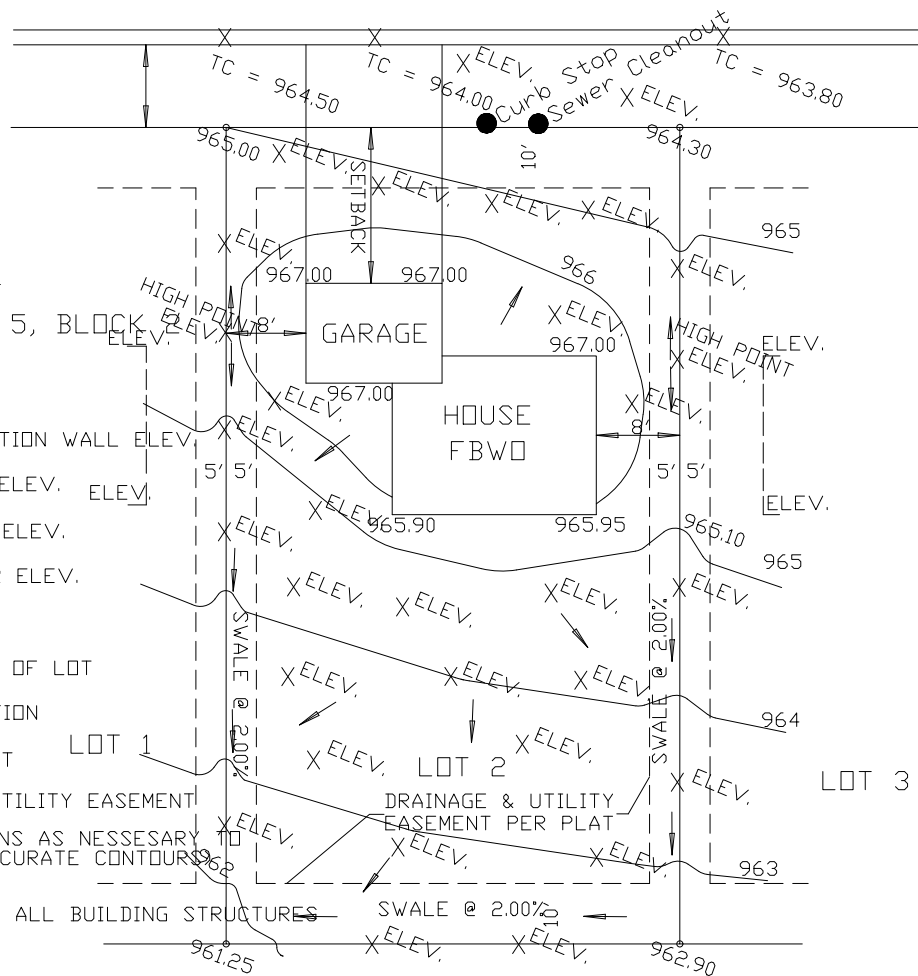 TC = 964.50
TC = 964.00
TC = 963.80
ELEV.
Curb Stop
Sewer Cleanout
ELEV.
965.00
964.30
ELEV.
10'
SETBACK
ELEV.
ELEV.
ELEV.
ELEV.
965
ELEV.
967.00
967.00
966
HIGH POINT
ELEV.
8'
5, BLOCK 2
ELEV.
GARAGE
ELEV.
967.00
HIGH POINT
ELEV.
ELEV.
967.00
ELEV.
ELEV.
HOUSE
FBWO
8'
TION WALL ELEV.
ELEV.
5' 5'
5' 5'
ELEV.
ELEV.
ELEV.
ELEV.
965.90
965.95
ELEV.
ELEV.
965.10
965
R ELEV.
ELEV.
ELEV.
ELEV.
ELEV.
SWALE @ 2.00%
SWALE @ 2.00%
OF LOT
ELEV.
ELEV.
ELEV.
TION
964
LOT 1
T
ELEV.
ELEV.
LOT 2
LOT 3
ELEV.
TILITY EASEMENT
DRAINAGE & UTILITY
EASEMENT PER PLAT
NS AS NESSESARY TO
CURATE CONTOURS
ELEV.
962
ELEV.
ELEV.
963
ALL BUILDING STRUCTURES
SWALE @ 2.00%
10'
ELEV.
ELEV.
961.25
962.90